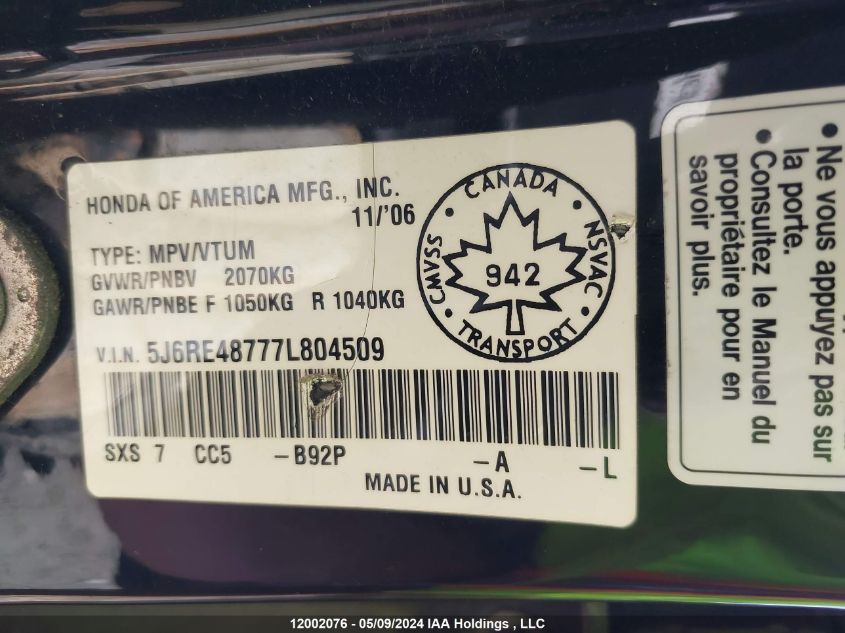 HONDA OF AMERICA MFG., INC.
11/'06
TYPE: MPV/VTUM
GVWR/PNBV 2070KG
GAWR/PNBE F 1050KG R 1040KG
V.I.N. 5J6RE48777L804509
SXS 7 CC5 -B92P -A -L
MADE IN U.S.A.
CANADA
CMVSS
942
NSVAC
TRANSPORT
• Ne vous appuyez pas sur
la porte.
• Consultez le Manuel du
propriétaire pour en
savoir plus.
12002076 - 05/09/2024 IAA Holdings , LLC